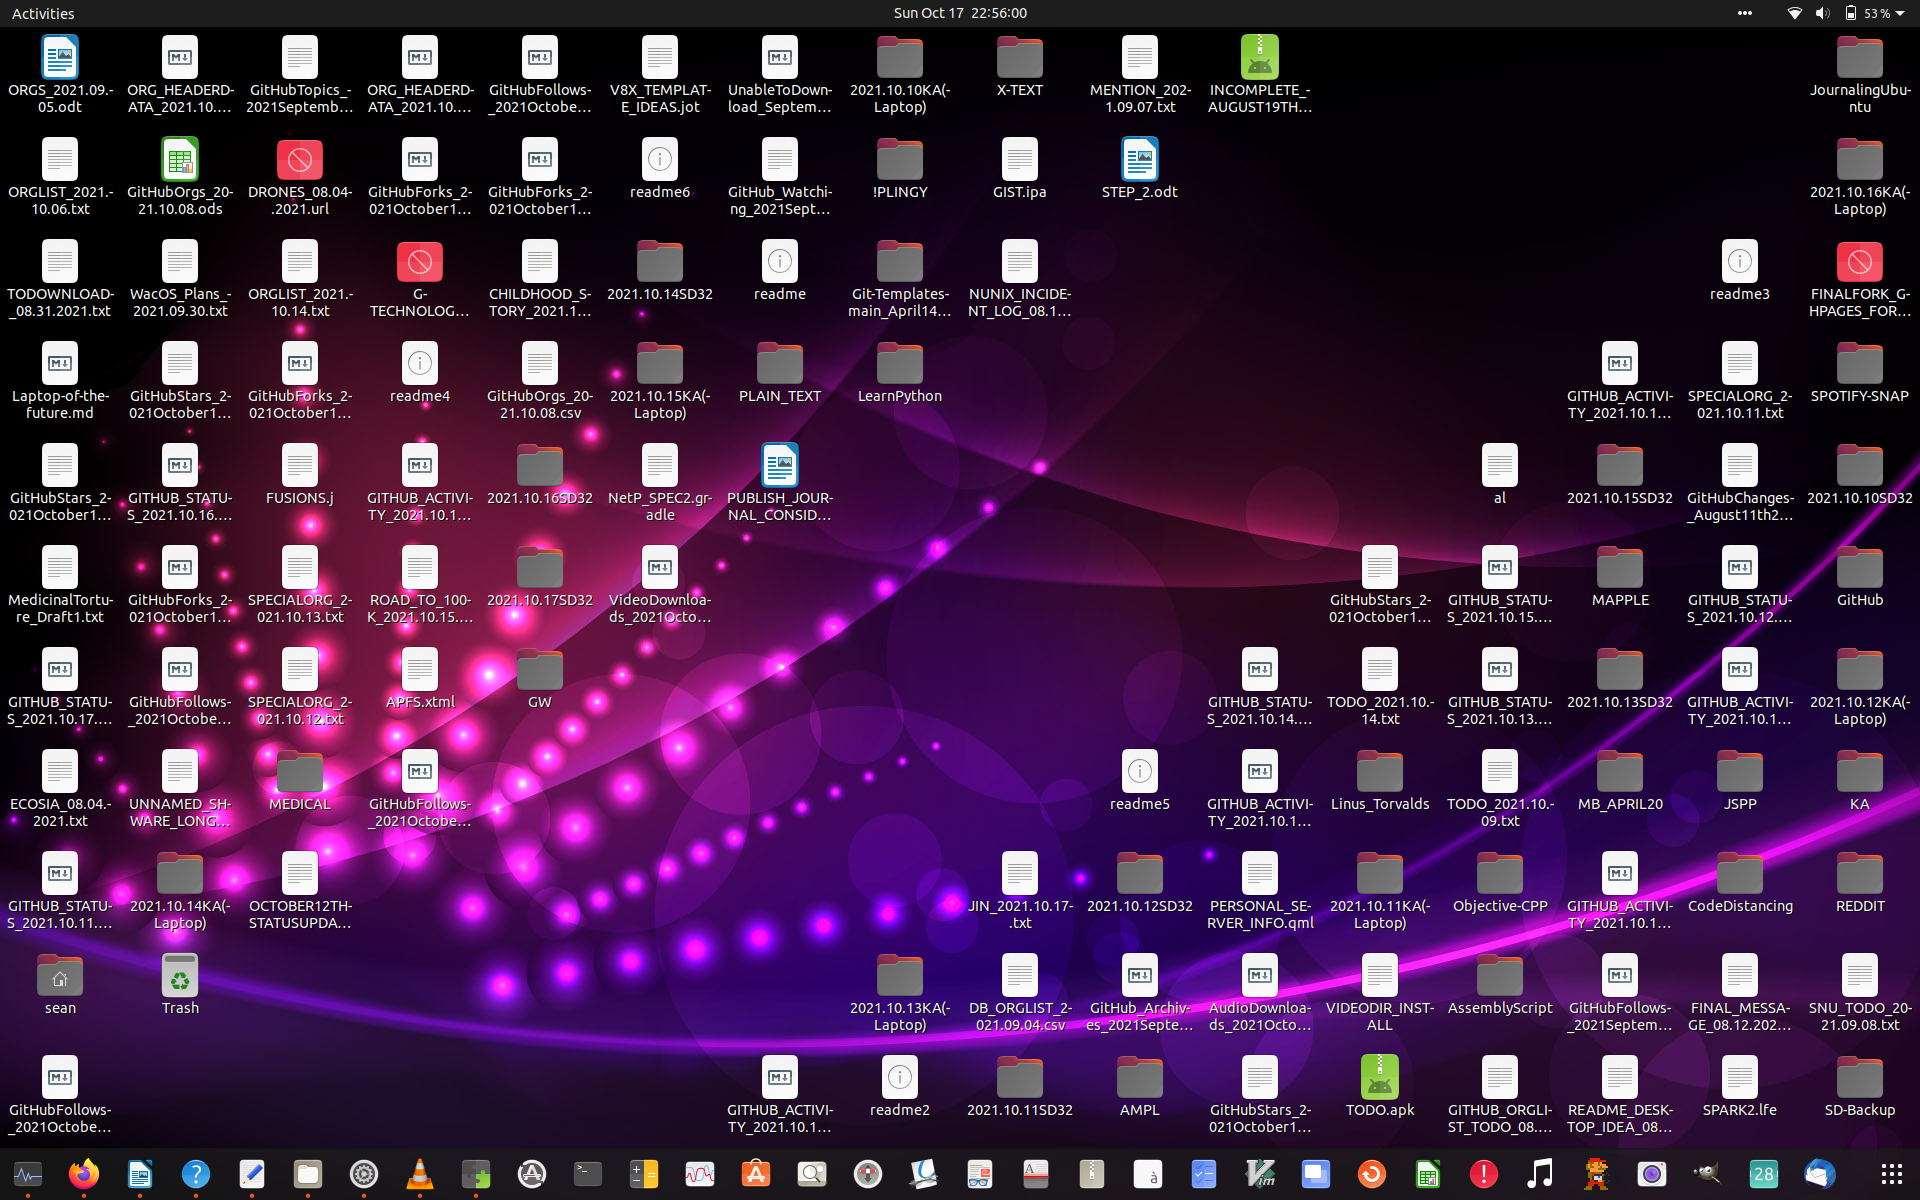 Activities
Sun Oct 17 22:56:00
53 %
ORGS_2021.09.-
05.odt
ORG_HEADERD-
ATA_2021.10....
GitHubTopics_-
2021Septemb...
ORG_HEADERD-
ATA_2021.10....
GitHubFollows-
_2021Octobe...
V8X_TEMPLAT-
E_IDEAS.jot
UnableToDown-
load_Septem...
2021.10.10KA(-
Laptop)
X-TEXT
MENTION_202-
1.09.07.txt
INCOMPLETE_-
AUGUST19TH...
JournalingUbu-
ntu
ORGLIST_2021.-
10.06.txt
GitHubOrgs_20-
21.10.08.ods
DRONES_08.04-
.2021.url
GitHubForks_2-
021October1...
GitHubForks_2-
021October1...
readme6
GitHub_Watchi-
ng_2021Sept...
!PLINGY
GIST.ipa
STEP_2.odt
2021.10.16KA(-
Laptop)
TODOWNLOAD-
_08.31.2021.txt
WacOS_Plans_-
2021.09.30.txt
ORGLIST_2021.-
10.14.txt
G-
TECHNOLOG...
CHILDHOOD_S-
TORY_2021.1...
2021.10.14SD32
readme
Git-Templates-
main_April14...
NUNIX_INCIDE-
NT_LOG_08.1...
readme3
FINALFORK_G-
HPAGES_FOR...
Laptop-of-the-
future.md
GitHubStars_2-
021October1...
GitHubForks_2-
021October1...
readme4
GitHubOrgs_20-
21.10.08.csv
2021.10.15KA(-
Laptop)
PLAIN_TEXT
LearnPython
GITHUB_ACTIVI-
TY_2021.10.1...
SPECIALORG_2-
021.10.11.txt
SPOTIFY-SNAP
GitHubStars_2-
021October1...
GITHUB_STATU-
S_2021.10.16....
FUSIONS.j
GITHUB_ACTIVI-
TY_2021.10.1...
2021.10.16SD32
NetP_SPEC2.gr-
adle
PUBLISH_JOUR-
NAL_CONSID...
al
2021.10.15SD32
GitHubChanges-
_August11th2...
2021.10.10SD32
MedicinalTortu-
re_Draft1.txt
GitHubForks_2-
021October1...
SPECIALORG_2-
021.10.13.txt
ROAD_TO_100-
K_2021.10.15....
2021.10.17SD32
VideoDownloa-
ds_2021Octo...
GitHubStars_2-
021October1...
GITHUB_STATU-
S_2021.10.15....
MAPPLE
GITHUB_STATU-
S_2021.10.12....
GitHub
GITHUB_STATU-
S_2021.10.17....
GitHubFollows-
_2021Octobe...
SPECIALORG_2-
021.10.12.txt
APFS.xtml
GW
GITHUB_STATU-
S_2021.10.14....
TODO_2021.10.-
14.txt
GITHUB_STATU-
S_2021.10.13....
2021.10.13SD32
GITHUB_ACTIVI-
TY_2021.10.1...
2021.10.12KA(-
Laptop)
ECOSIA_08.04.-
2021.txt
UNNAMED_SH-
WARE_LONG...
MEDICAL
GitHubFollows-
_2021Octobe...
readme5
GITHUB_ACTIVI-
TY_2021.10.1...
Linus_Torvalds
TODO_2021.10.-
09.txt
MB_APRIL20
JSPP
KA
GITHUB_STATU-
S_2021.10.11....
2021.10.14KA(-
Laptop)
OCTOBER12TH-
STATUSUPDA...
JIN_2021.10.17-
.txt
2021.10.12SD32
PERSONAL_SE-
RVER_INFO.qml
2021.10.11KA(-
Laptop)
Objective-CPP
GITHUB_ACTIVI-
TY_2021.10.1...
CodeDistancing
REDDIT
sean
Trash
2021.10.13KA(-
Laptop)
DB_ORGLIST_2-
021.09.04.csv
GitHub_Archiv-
es_2021Septe...
AudioDownloa-
ds_2021Octo...
VIDEODIR_INST-
ALL
AssemblyScript
GitHubFollows-
_2021Septem...
FINAL_MESSA-
GE_08.12.202...
SNU_TODO_20-
21.09.08.txt
GitHubFollows-
_2021Octobe...
GITHUB_ACTIVI-
TY_2021.10.1...
readme2
2021.10.11SD32
AMPL
GitHubStars_2-
021October1...
TODO.apk
GITHUB_ORGLI-
ST_TODO_08....
README_DESK-
TOP_IDEA_08...
SPARK2.lfe
SD-Backup
28